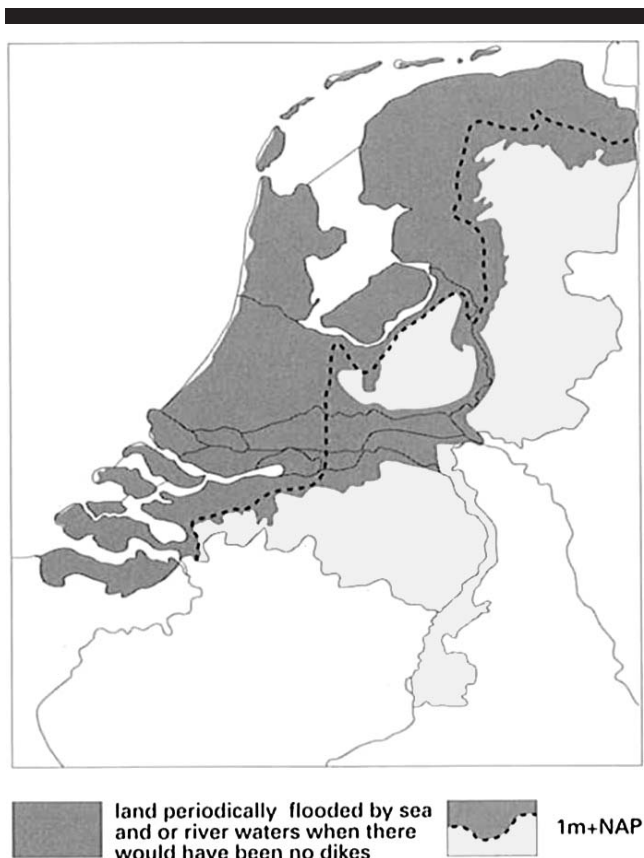 land periodically flooded by sea
and or river waters when there
would have been no dikes
1m+NAP